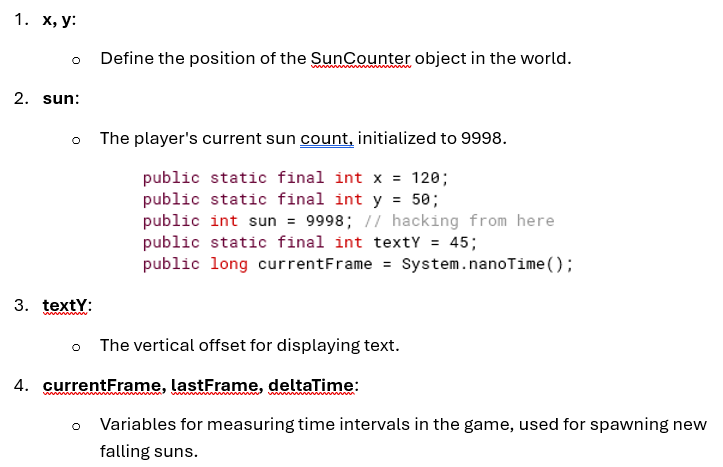 1. x, y:
o Define the position of the SunCounter object in the world.
2. sun:
o The player's current sun count, initialized to 9998.
public static final int x = 120;
public static final int y = 50;
public int sun = 9998; // hacking from here
public static final int textY = 45;
public long currentFrame = System.nanoTime();
3. textY:
o The vertical offset for displaying text.
4. currentFrame, lastFrame, deltaTime:
o Variables for measuring time intervals in the game, used for spawning new
falling suns.